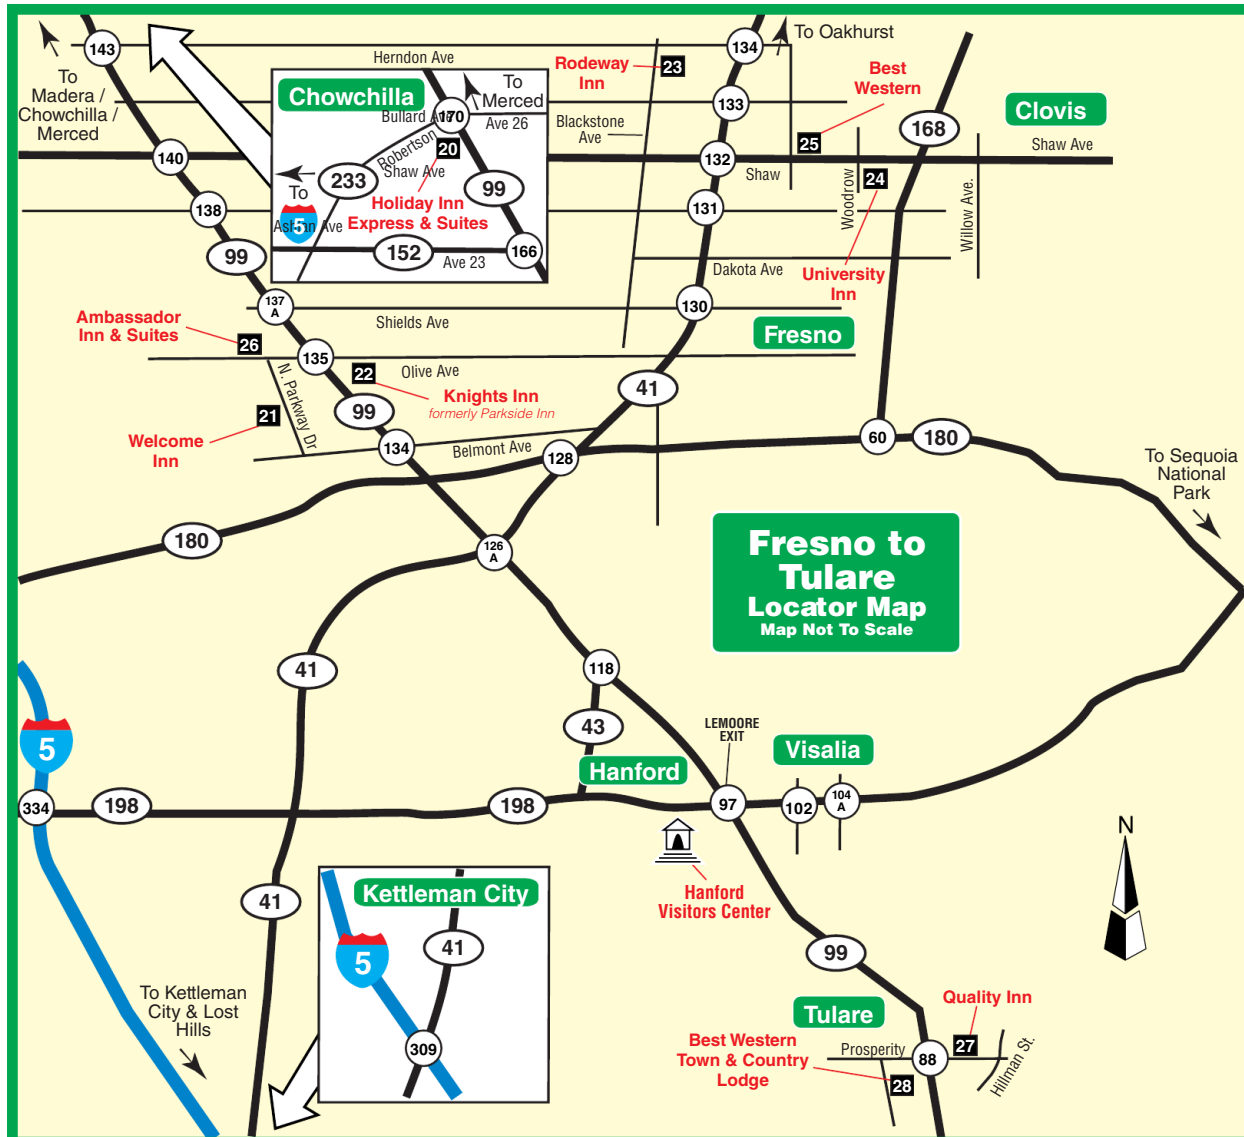 143
To
Madera /
Chowchilla /
Merced
Herndon Ave
Rodeway
Inn
23
134
To Oakhurst
Best
Western
133
25
168
Clovis
Blackstone
Ave
140
132
Shaw
Shaw Ave
Woodrow
24
Willow Ave.
138
131
99
Dakota Ave
University
Inn
Chowchilla
To
Merced
Bullard Ave
170
Ave 26
Robertson
20
Shaw Ave
233
To
5
Ashlan Ave
99
Holiday Inn
Express & Suites
152
Ave 23
166
137
A
130
Shields Ave
Fresno
Ambassador
Inn & Suites
26
135
Olive Ave
22
N. Parkway Dr
Knights Inn
formerly Parkside Inn
41
99
21
Welcome
Inn
134
Belmont Ave
128
60
180
To Sequoia
National
Park
180
126
A
Fresno to
Tulare
Locator Map
Map Not To Scale
41
118
43
LEMOORE
EXIT
Visalia
5
Hanford
334
198
198
97
102
104
A
N
Hanford
Visitors Center
41
Kettleman City
5
41
309
99
To Kettleman
City & Lost
Hills
Tulare
Quality Inn
Best Western
Town & Country
Lodge
Prosperity
88
27
Hillman St.
28